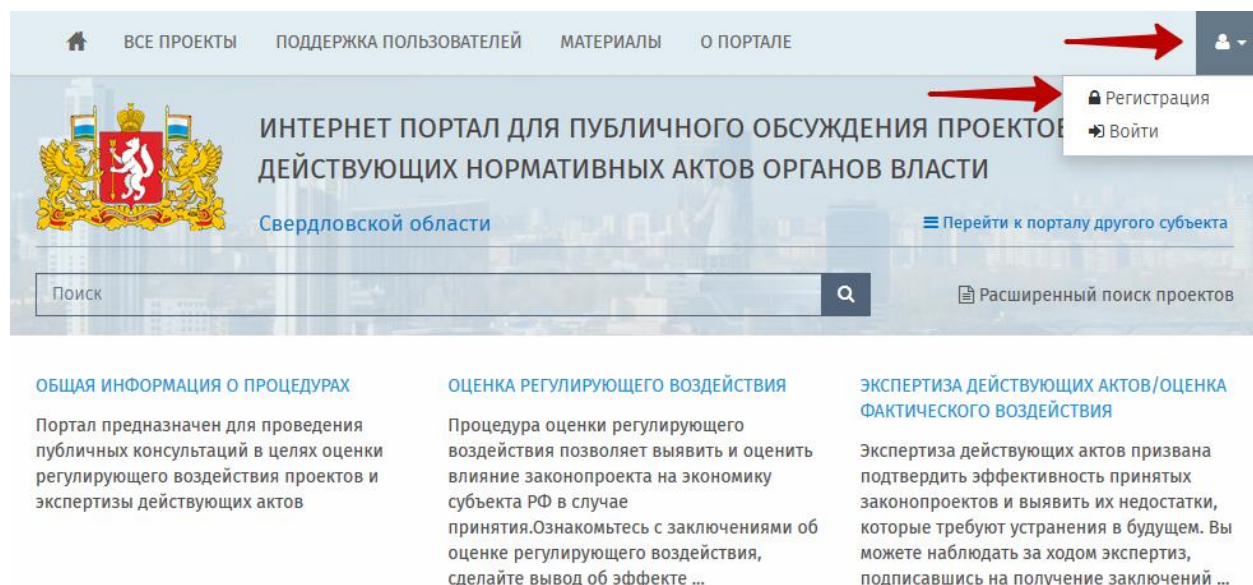 ВСЕ ПРОЕКТЫ ПОДДЕРЖКА ПОЛЬЗОВАТЕЛЕЙ МАТЕРИАЛЫ О ПОРТАЛЕ
Регистрация
Войти
ИНТЕРНЕТ ПОРТАЛ ДЛЯ ПУБЛИЧНОГО ОБСУЖДЕНИЯ ПРОЕКТОВ
ДЕЙСТВУЮЩИХ НОРМАТИВНЫХ АКТОВ ОРГАНОВ ВЛАСТИ
Свердловской области
Перейти к порталу другого субъекта
Поиск
Расширенный поиск проектов
ОБЩАЯ ИНФОРМАЦИЯ О ПРОЦЕДУРАХ
Портал предназначен для проведения
публичных консультаций в целях оценки
регулирующего воздействия проектов и
экспертизы действующих актов
ОЦЕНКА РЕГУЛИРУЮЩЕГО ВОЗДЕЙСТВИЯ
Процедура оценки регулирующего
воздействия позволяет выявить и оценить
влияние законопроекта на экономику
субъекта РФ в случае
принятия.Ознакомьтесь с заключениями об
оценке регулирующего воздействия,
сделайте вывод об эффекте ...
ЭКСПЕРТИЗА ДЕЙСТВУЮЩИХ АКТОВ/ОЦЕНКА
ФАКТИЧЕСКОГО ВОЗДЕЙСТВИЯ
Экспертиза действующих актов призвана
подтвердить эффективность принятых
законопроектов и выявить их недостатки,
которые требуют устранения в будущем. Вы
можете наблюдать за ходом экспертиз,
подписавшись на получение заключений ...